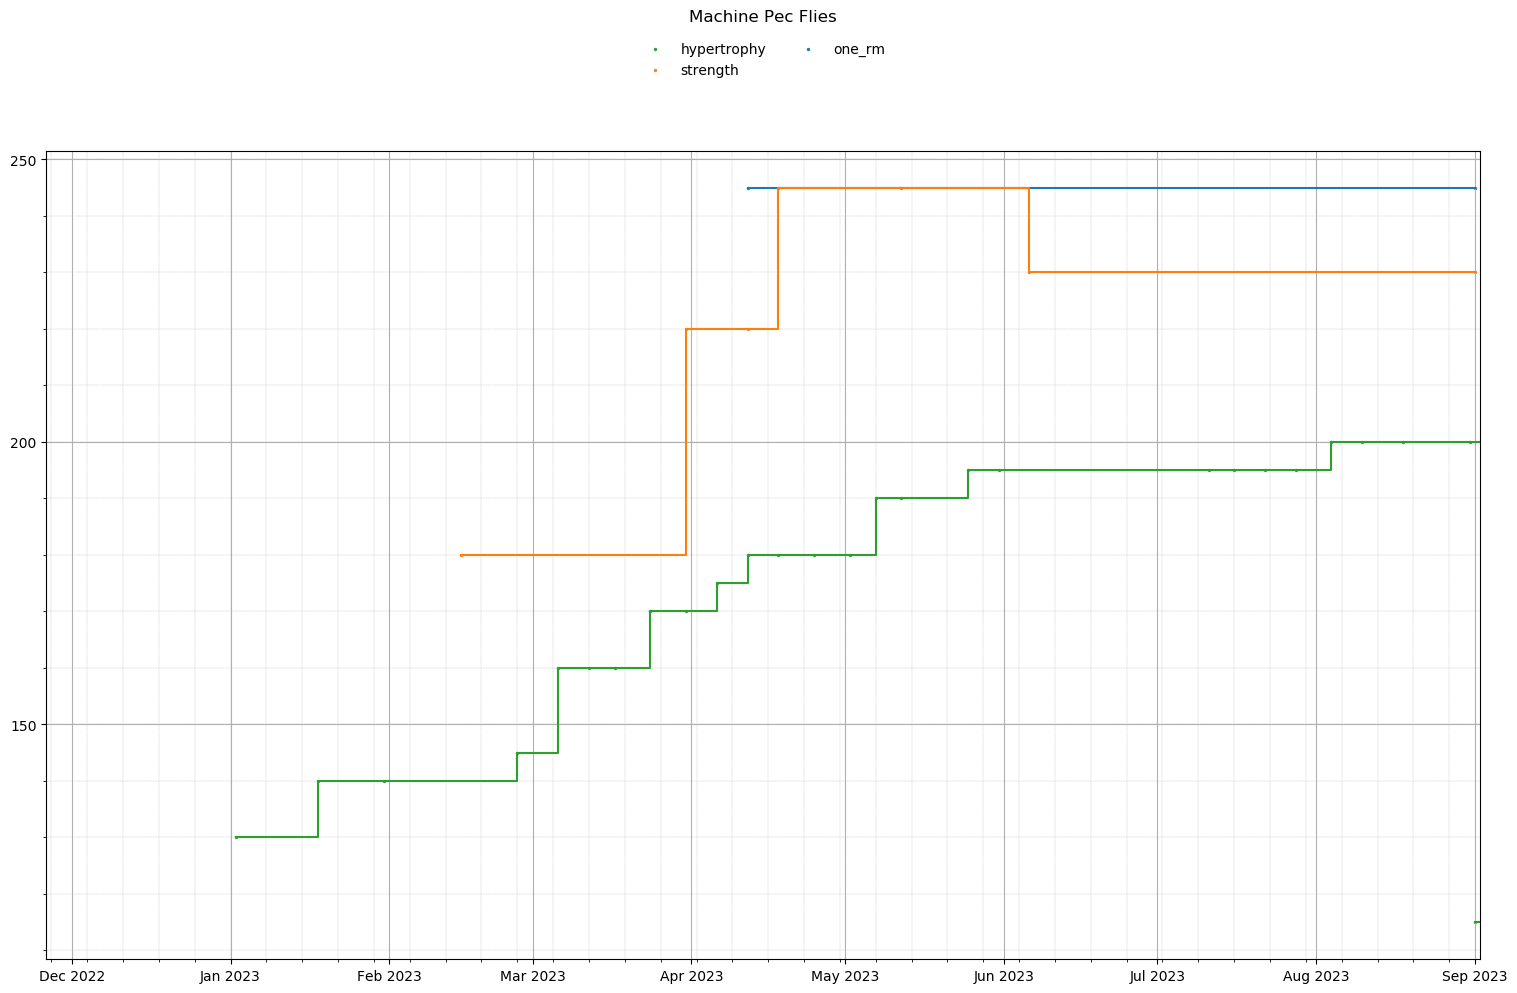 Machine Pec Flies
hypertrophy
one_rm
strength
250
200
150
Dec 2022
Jan 2023
Feb 2023
Mar 2023
Apr 2023
May 2023
Jun 2023
Jul 2023
Aug 2023
Sep 2023